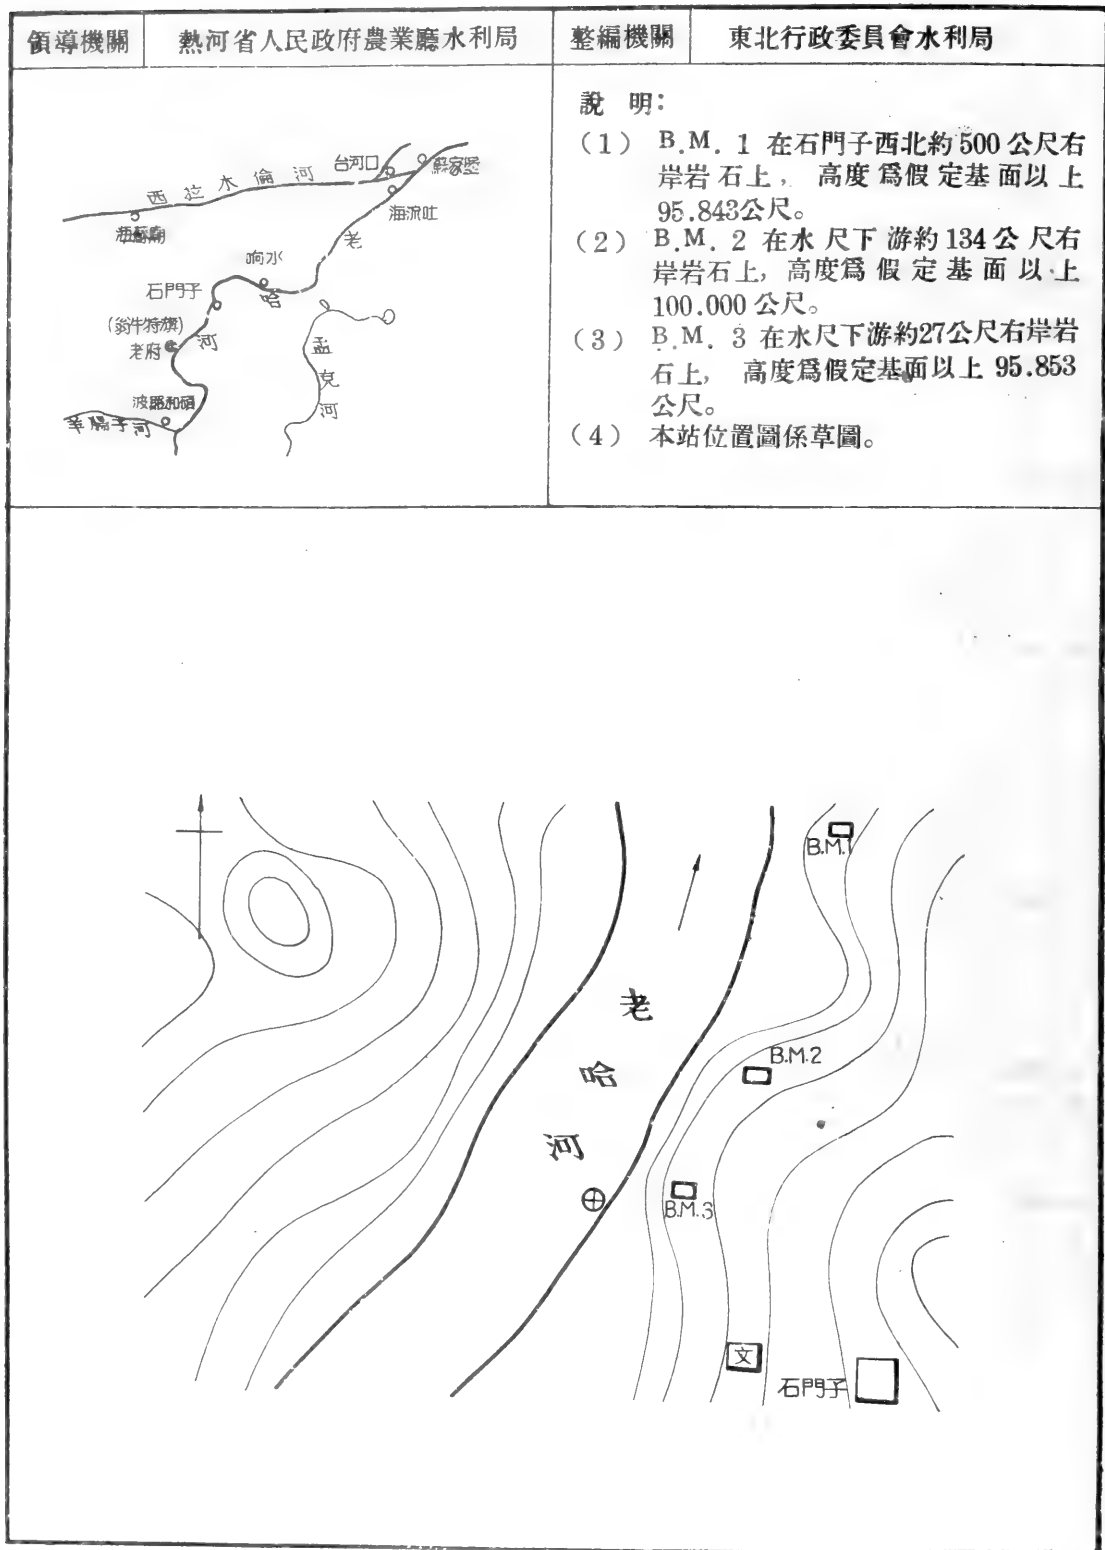 領導機關
熱河省人民政府農業廳水利局
整編機關
東北行政委員會水利局
說 明：
（1） B.M. 1 在石門子西北約500公尺右
岸岩石上， 高度爲假定基面以上
95.843公尺。
（2） B.M. 2 在水尺下游約134公尺右
岸岩石上，高度爲假定基面以上
100.000公尺。
（3） B.M. 3 在水尺下游約27公尺右岸岩
石上， 高度爲假定基面以上 95.853
公尺。
（4） 本站位置圖係草圖。
台河口
蘇家堡
西拉木倫河
海流吐
老哈河
响水
石門子
(翁牛特旗)
老府
孟克河
B.M.1
老哈河
B.M.2
B.M.3
文
石門子